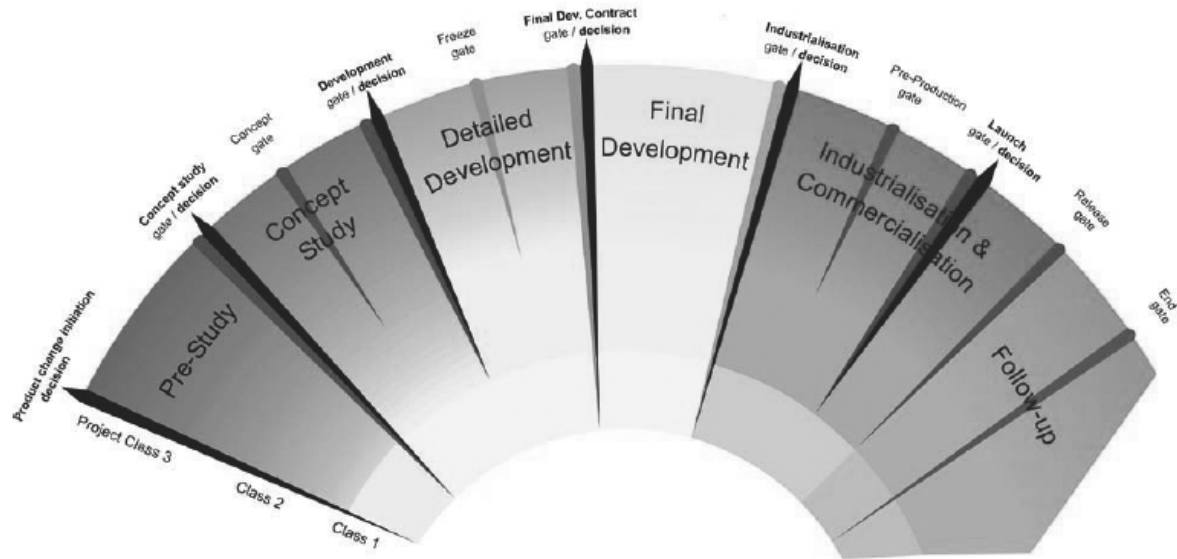 Product change initiation
decision
Concept study
gate / decision
Concept
gate
Development
gate / decision
Freeze
gate
Final Dev. Contract
gate / decision
Industrialisation
gate / decision
Pre-Production
gate
Launch
gate / decision
Release
gate
End
gate
Pre-Study
Concept
Study
Detailed
Development
Final
Development
Industrialisation &
Commercialisation
Follow-up
Project Class 3
Class 2
Class 1